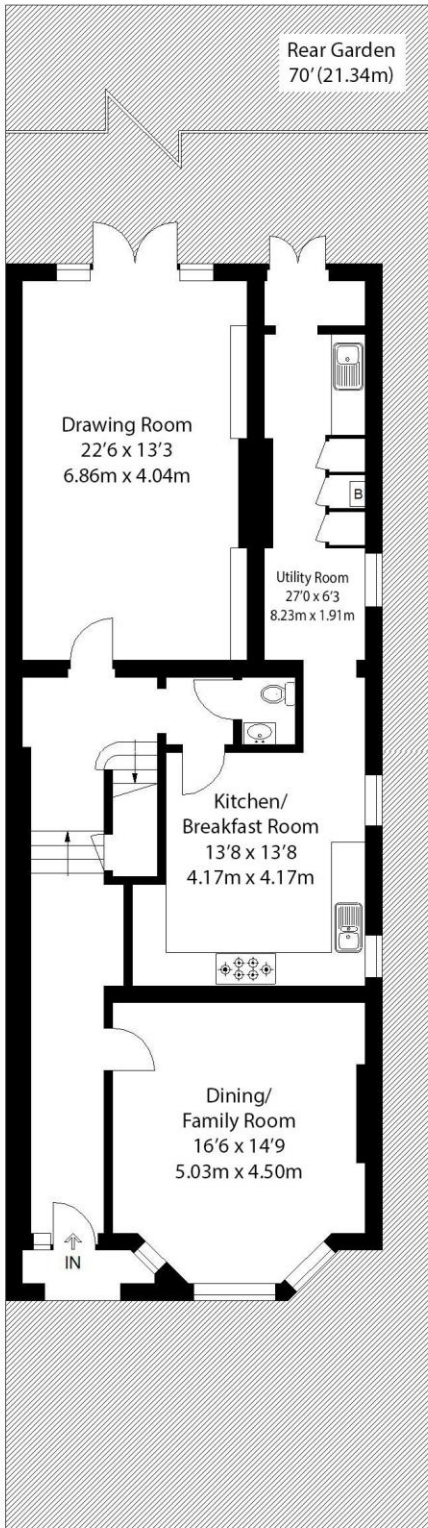 Rear Garden
70' (21.34m)
Drawing Room
22'6 x 13'3
6.86m x 4.04m
B
Utility Room
27'0 x 6'3
8.23m x 1.91m
Kitchen/
Breakfast Room
13'8 x 13'8
4.17m x 4.17m
Dining/
Family Room
16'6 x 14'9
5.03m x 4.50m
IN